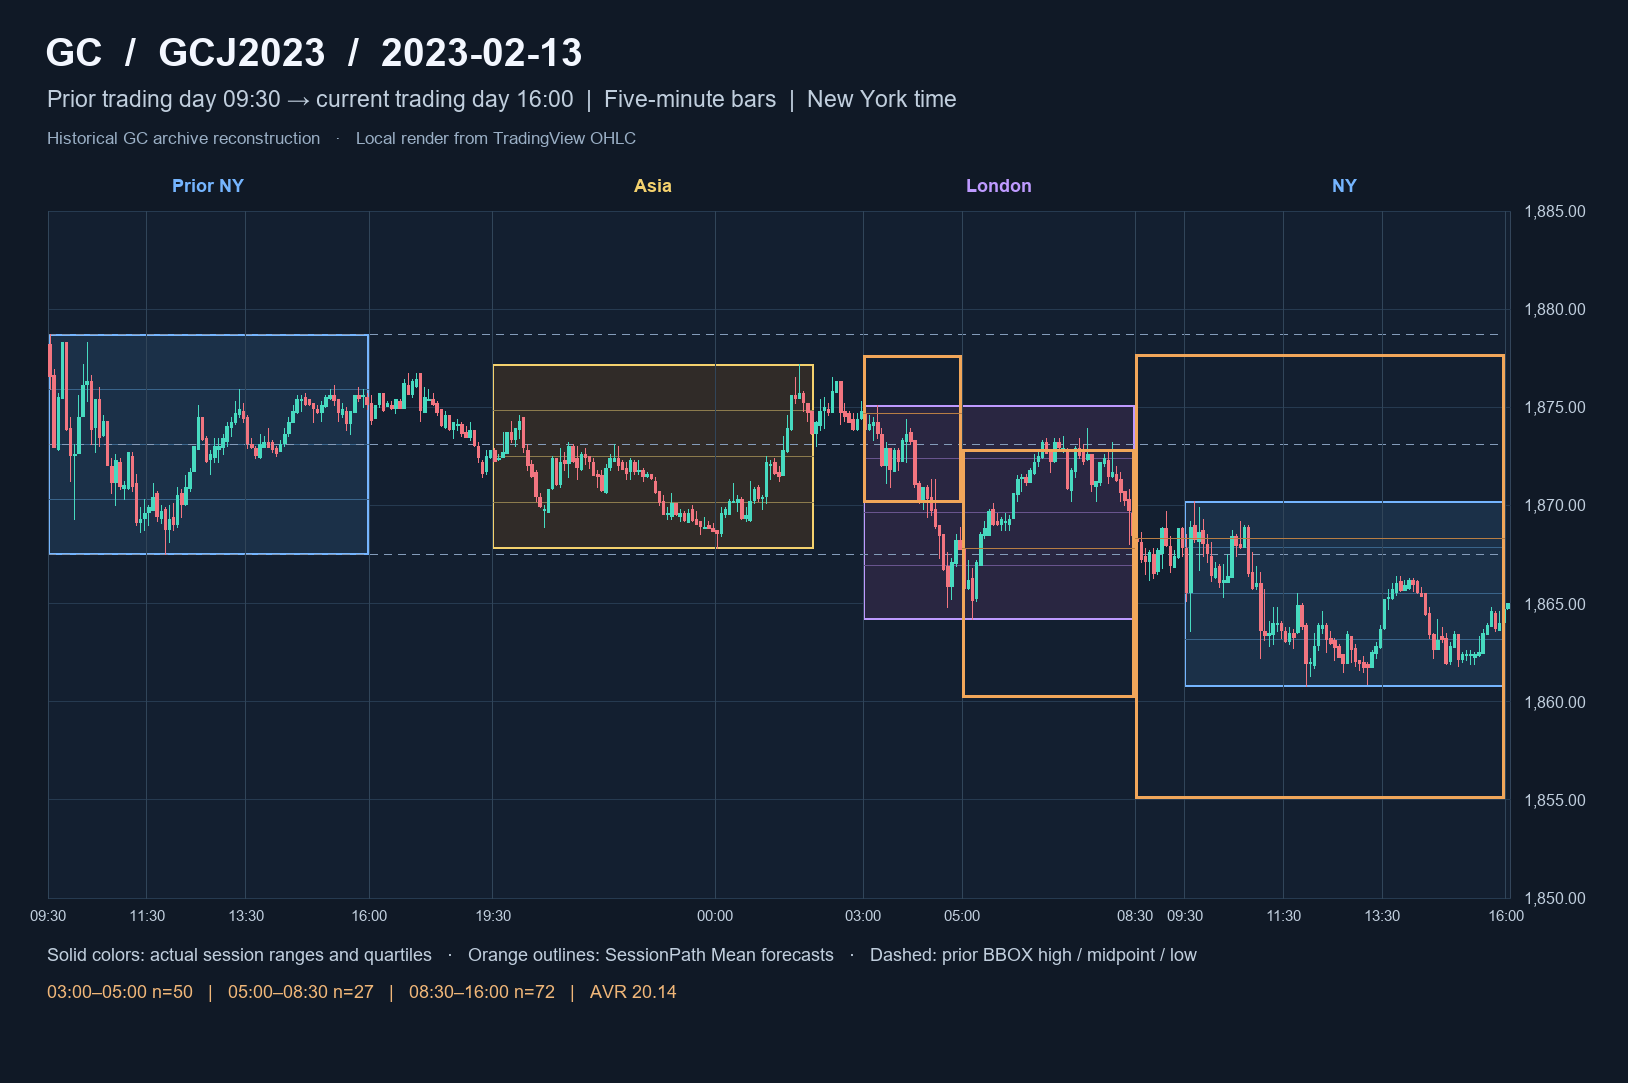 GC / GCJ2023 / 2023-02-13
Prior trading day 09:30 → current trading day 16:00 | Five-minute bars | New York time
Historical GC archive reconstruction · Local render from TradingView OHLC
Prior NY Asia London NY
1,885.00
1,880.00
1,875.00
1,870.00
1,865.00
1,860.00
1,855.00
1,850.00
09:30 11:30 13:30 16:00 19:30 00:00 03:00 05:00 08:30 09:30 11:30 13:30 16:00
Solid colors: actual session ranges and quartiles · Orange outlines: SessionPath Mean forecasts · Dashed: prior BBOX high / midpoint / low
03:00–05:00 n=50 | 05:00–08:30 n=27 | 08:30–16:00 n=72 | AVR 20.14